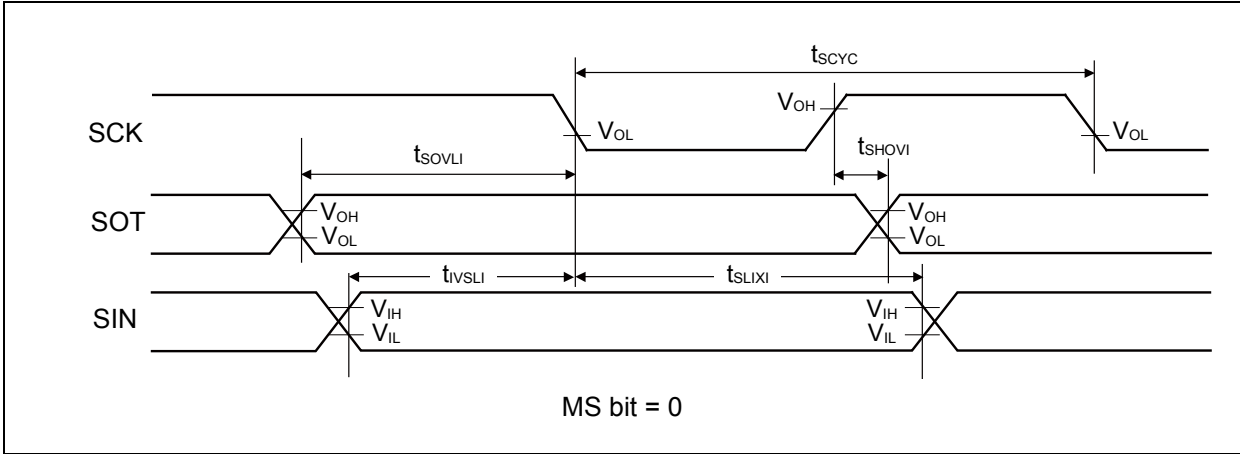 tSCYC
VOH
SCK
VOL
VOL
tSOVLI
tSHOVI
SOT
VOH
VOL
VOH
VOL
tIVSLI
tSLIXI
SIN
VIH
VIL
VIH
VIL
MS bit = 0